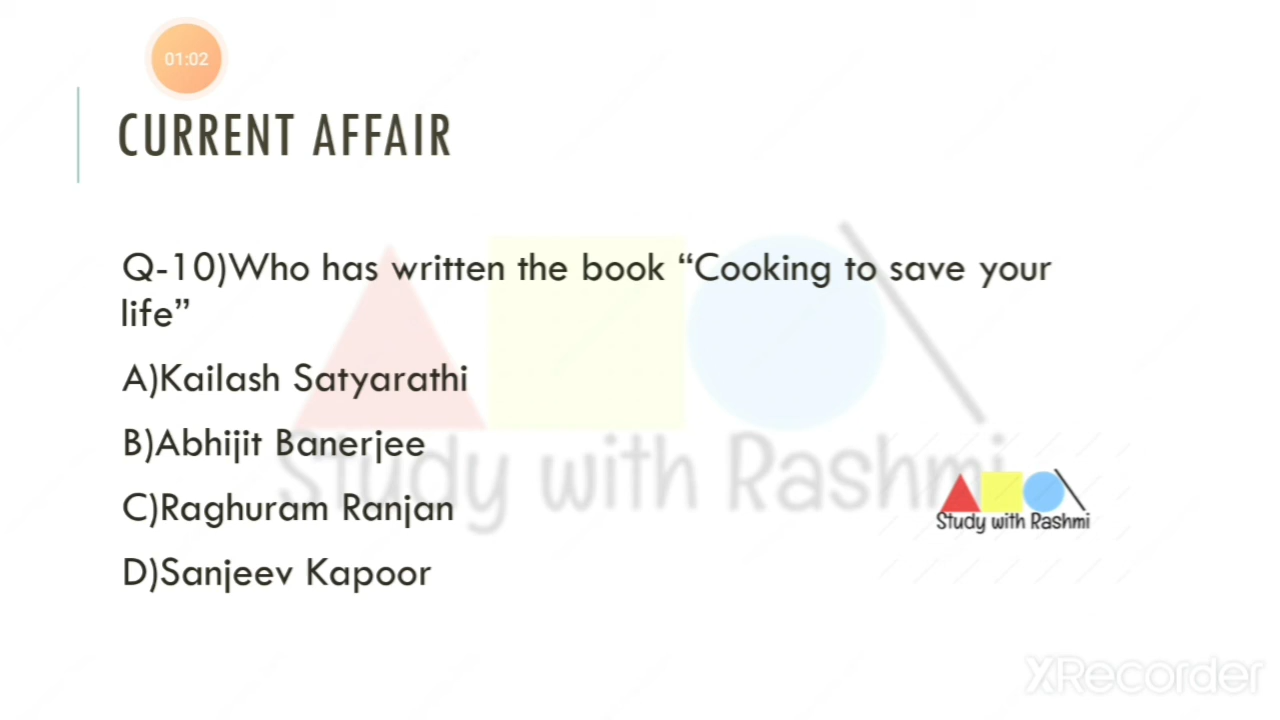 01:02
CURRENT AFFAIR
Q-10)Who has written the book “Cooking to save your
life”
A)Kailash Satyarathi
B)Abhijit Banerjee
C)Raghuram Ranjan
D)Sanjeev Kapoor
Study with Rashmi
Study with Rashmi
XRecorder